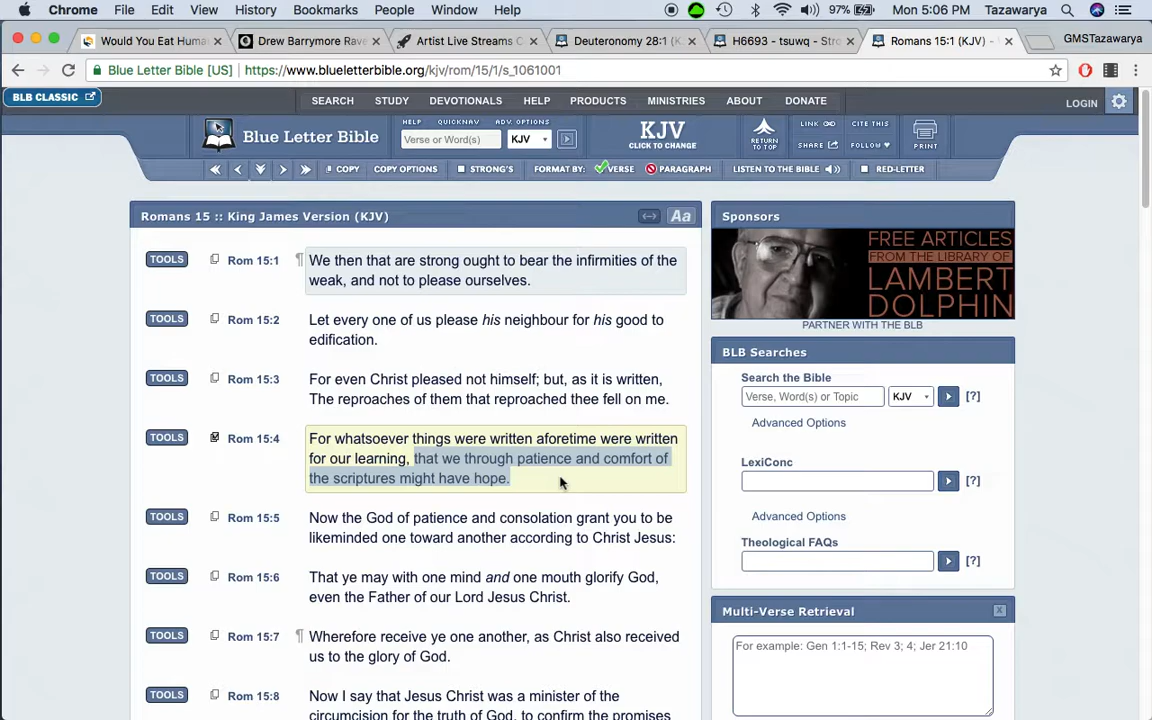 Chrome File Edit View History Bookmarks People Window Help 97% Mon 5:06 PM Tazawarya
Would You Eat Huma
Drew Barrymore Rave
Artist Live Streams C
Deuteronomy 28:1 (KJV)
H6693 - tsuwq - Stro
Romans 15:1 (KJV) -
GMSTazawarya
Blue Letter Bible [US] https://www.blueletterbible.org/kjv/rom/15/1/s_1061001
BLB CLASSIC
SEARCH STUDY DEVOTIONALS HELP PRODUCTS MINISTRIES ABOUT DONATE LOGIN
Blue Letter Bible
HELP QUICKNAV ADV. OPTIONS
Verse or Word(s) KJV
KJV
CLICK TO CHANGE
RETURN
TO TOP
LINK CITE THIS
SHARE FOLLOW
PRINT
COPY COPY OPTIONS STRONG'S FORMAT BY: VERSE PARAGRAPH LISTEN TO THE BIBLE RED-LETTER
Romans 15 :: King James Version (KJV) Aa
TOOLS Rom 15:1 ¶ We then that are strong ought to bear the infirmities of the
weak, and not to please ourselves.
TOOLS Rom 15:2 Let every one of us please his neighbour for his good to
edification.
TOOLS Rom 15:3 For even Christ pleased not himself; but, as it is written,
The reproaches of them that reproached thee fell on me.
TOOLS Rom 15:4 For whatsoever things were written aforetime were written
for our learning, that we through patience and comfort of
the scriptures might have hope.
TOOLS Rom 15:5 Now the God of patience and consolation grant you to be
likeminded one toward another according to Christ Jesus:
TOOLS Rom 15:6 That ye may with one mind and one mouth glorify God,
even the Father of our Lord Jesus Christ.
TOOLS Rom 15:7 ¶ Wherefore receive ye one another, as Christ also received
us to the glory of God.
TOOLS Rom 15:8 Now I say that Jesus Christ was a minister of the
circumcision for the truth of God, to confirm the promises
Sponsors
FREE ARTICLES
FROM THE LIBRARY OF
LAMBERT
DOLPHIN
PARTNER WITH THE BLB
BLB Searches
Search the Bible
Verse, Word(s) or Topic KJV [?]
Advanced Options
LexiConc
[?]
Advanced Options
Theological FAQs
[?]
Multi-Verse Retrieval x
For example: Gen 1:1-15; Rev 3; 4; Jer 21:10